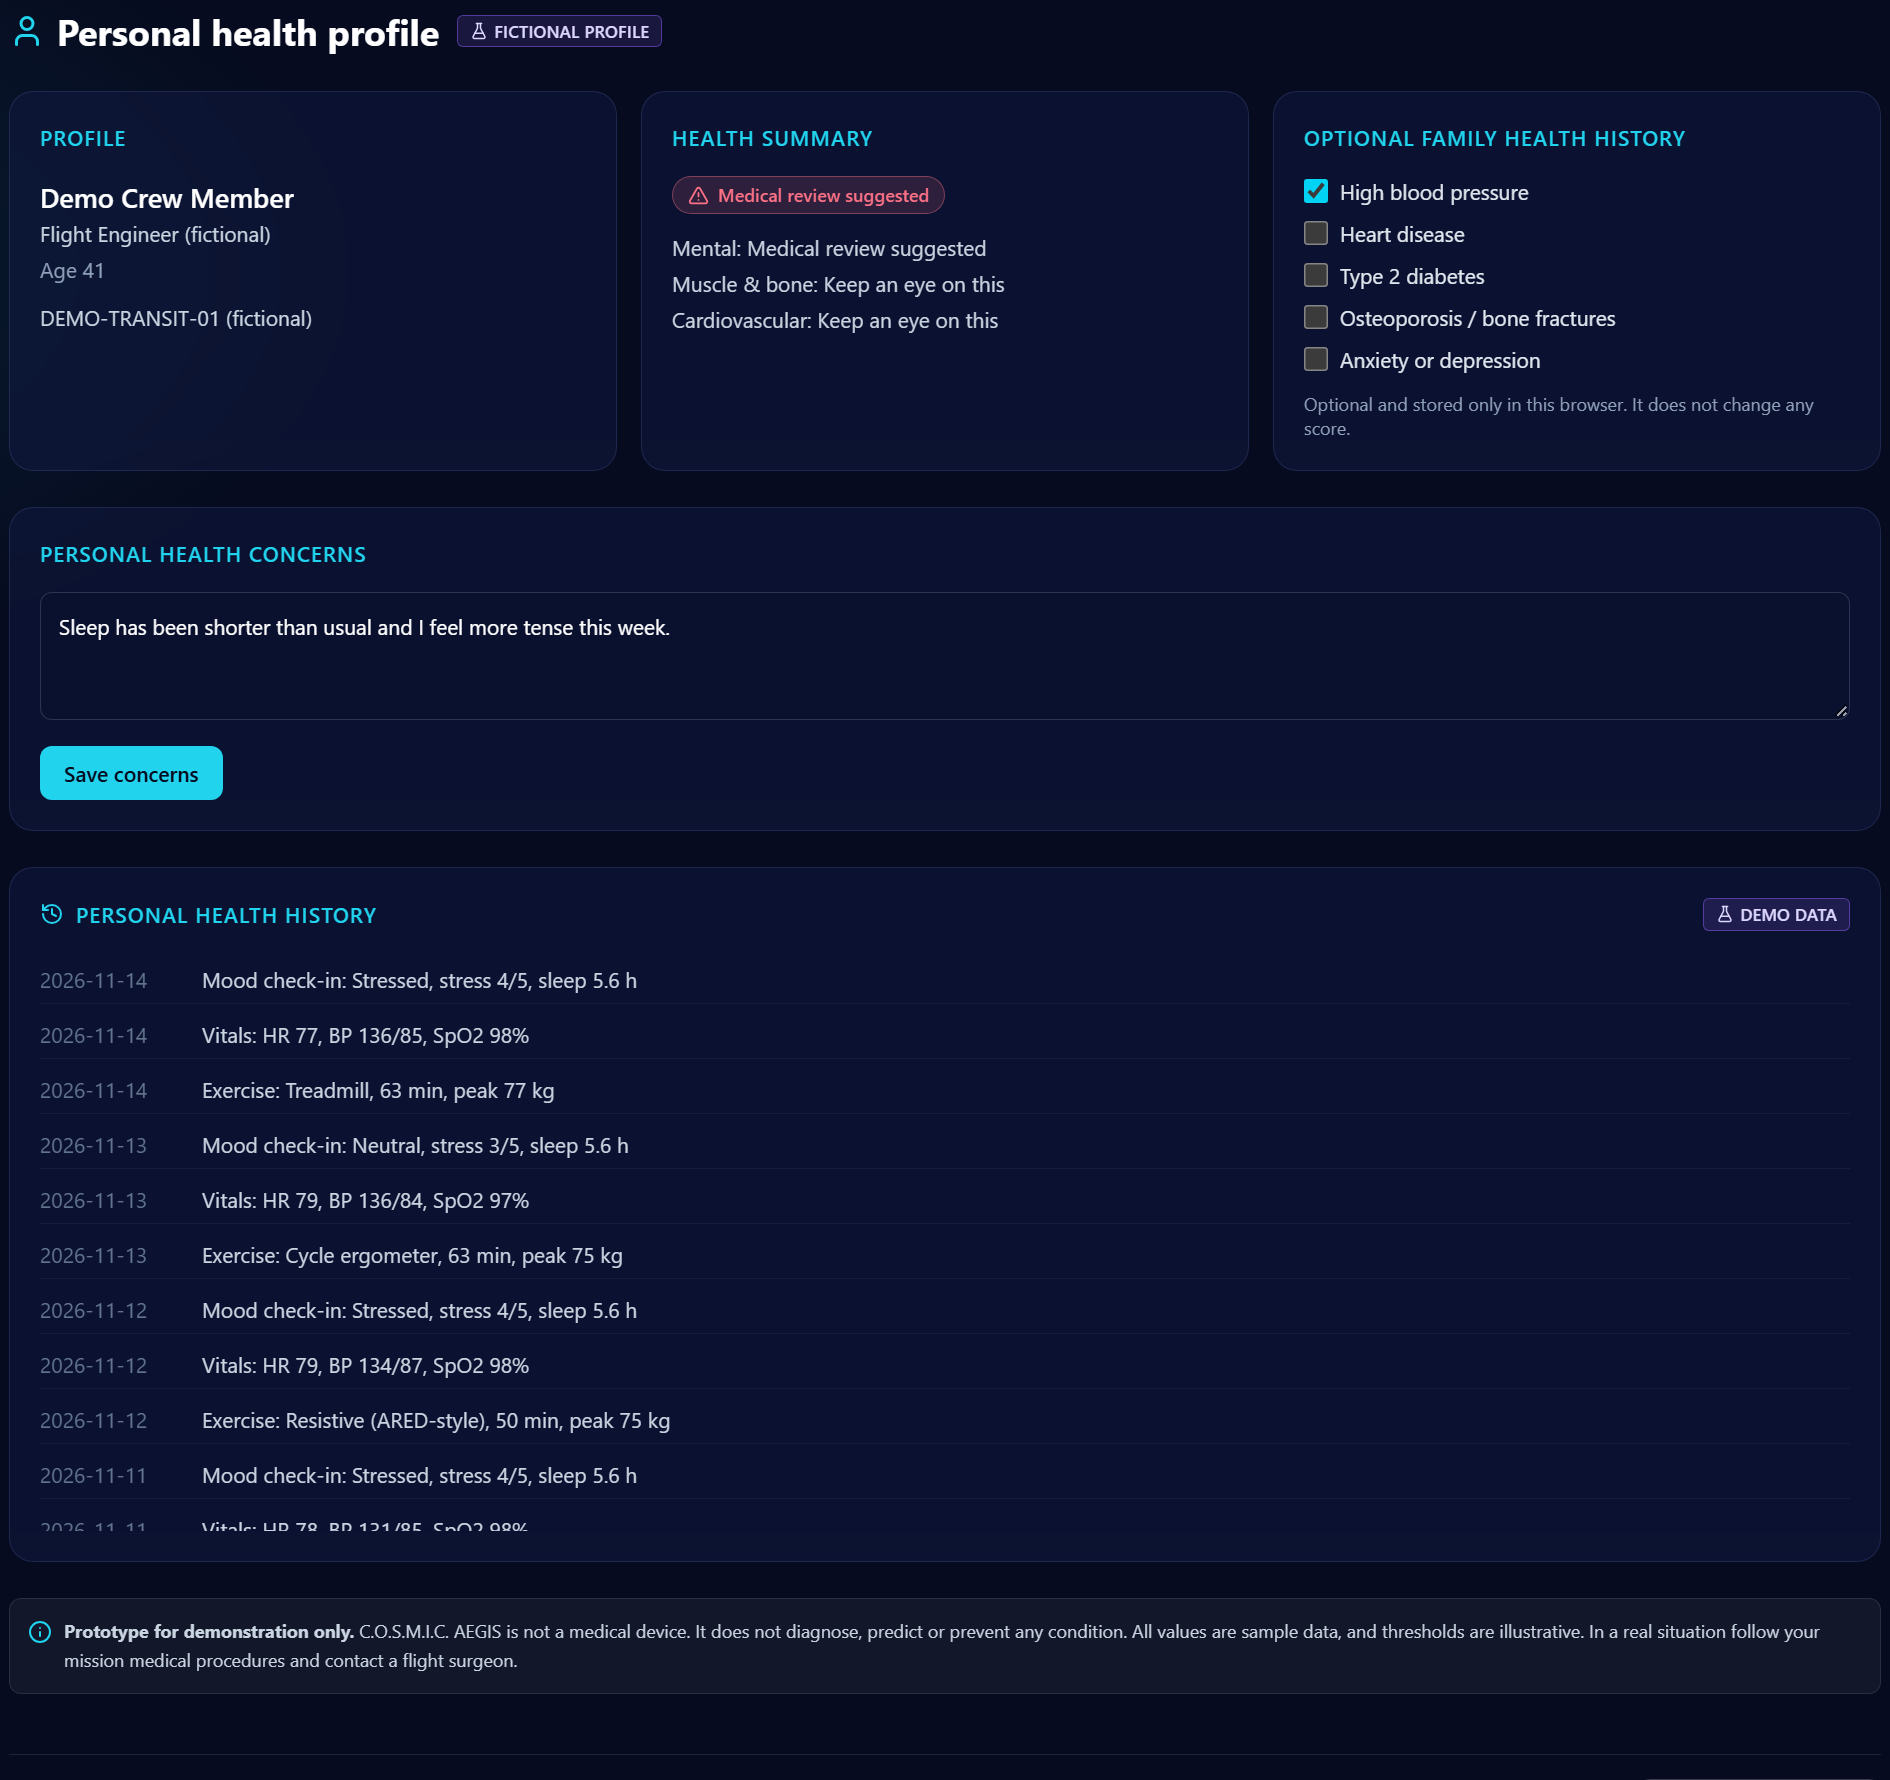 Personal health profile
FICTIONAL PROFILE
PROFILE
Demo Crew Member
Flight Engineer (fictional)
Age 41
DEMO-TRANSIT-01 (fictional)
HEALTH SUMMARY
Medical review suggested
Mental: Medical review suggested
Muscle & bone: Keep an eye on this
Cardiovascular: Keep an eye on this
OPTIONAL FAMILY HEALTH HISTORY
High blood pressure
Heart disease
Type 2 diabetes
Osteoporosis / bone fractures
Anxiety or depression
Optional and stored only in this browser. It does not change any
score.
PERSONAL HEALTH CONCERNS
Sleep has been shorter than usual and I feel more tense this week.
Save concerns
PERSONAL HEALTH HISTORY
DEMO DATA
2026-11-14 Mood check-in: Stressed, stress 4/5, sleep 5.6 h
2026-11-14 Vitals: HR 77, BP 136/85, SpO2 98%
2026-11-14 Exercise: Treadmill, 63 min, peak 77 kg
2026-11-13 Mood check-in: Neutral, stress 3/5, sleep 5.6 h
2026-11-13 Vitals: HR 79, BP 136/84, SpO2 97%
2026-11-13 Exercise: Cycle ergometer, 63 min, peak 75 kg
2026-11-12 Mood check-in: Stressed, stress 4/5, sleep 5.6 h
2026-11-12 Vitals: HR 79, BP 134/87, SpO2 98%
2026-11-12 Exercise: Resistive (ARED-style), 50 min, peak 75 kg
2026-11-11 Mood check-in: Stressed, stress 4/5, sleep 5.6 h
2026-11-11 Vitals: HR 78, BP 131/85, SpO2 98%
Prototype for demonstration only. C.O.S.M.I.C. AEGIS is not a medical device. It does not diagnose, predict or prevent any condition. All values are sample data, and thresholds are illustrative. In a real situation follow your
mission medical procedures and contact a flight surgeon.